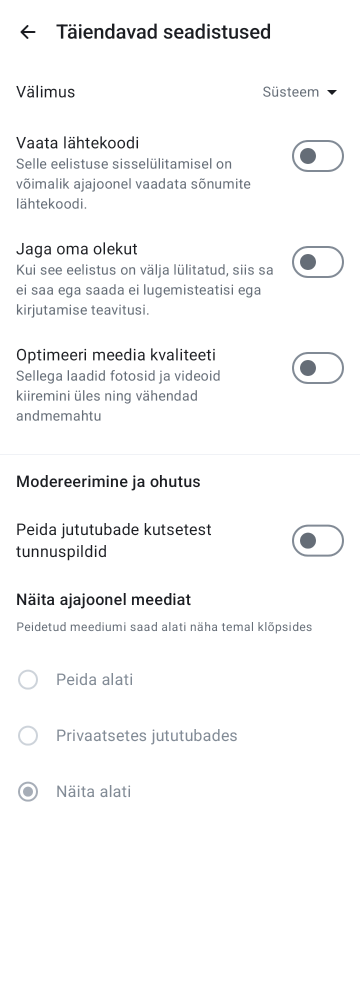 Täiendavad seadistused
Välimus
Süsteem
Vaata lähtekoodi
Selle eelistuse sisselülitamisel on
võimalik ajajoonel vaadata sõnumite
lähtekoodi.
Jaga oma olekut
Kui see eelistus on välja lülitatud, siis sa
ei saa ega saada ei lugemisteatisi ega
kirjutamise teavitusi.
Optimeeri meedia kvaliteeti
Sellega laadid fotosid ja videoid
kiiremini üles ning vähendad
andmemahtu
Modereerimine ja ohutus
Peida jututubade kutsetest
tunnuspildid
Näita ajajoonel meediat
Peidetud meediumi saad alati näha temal klõpsides
Peida alati
Privaatsetes jututubades
Näita alati